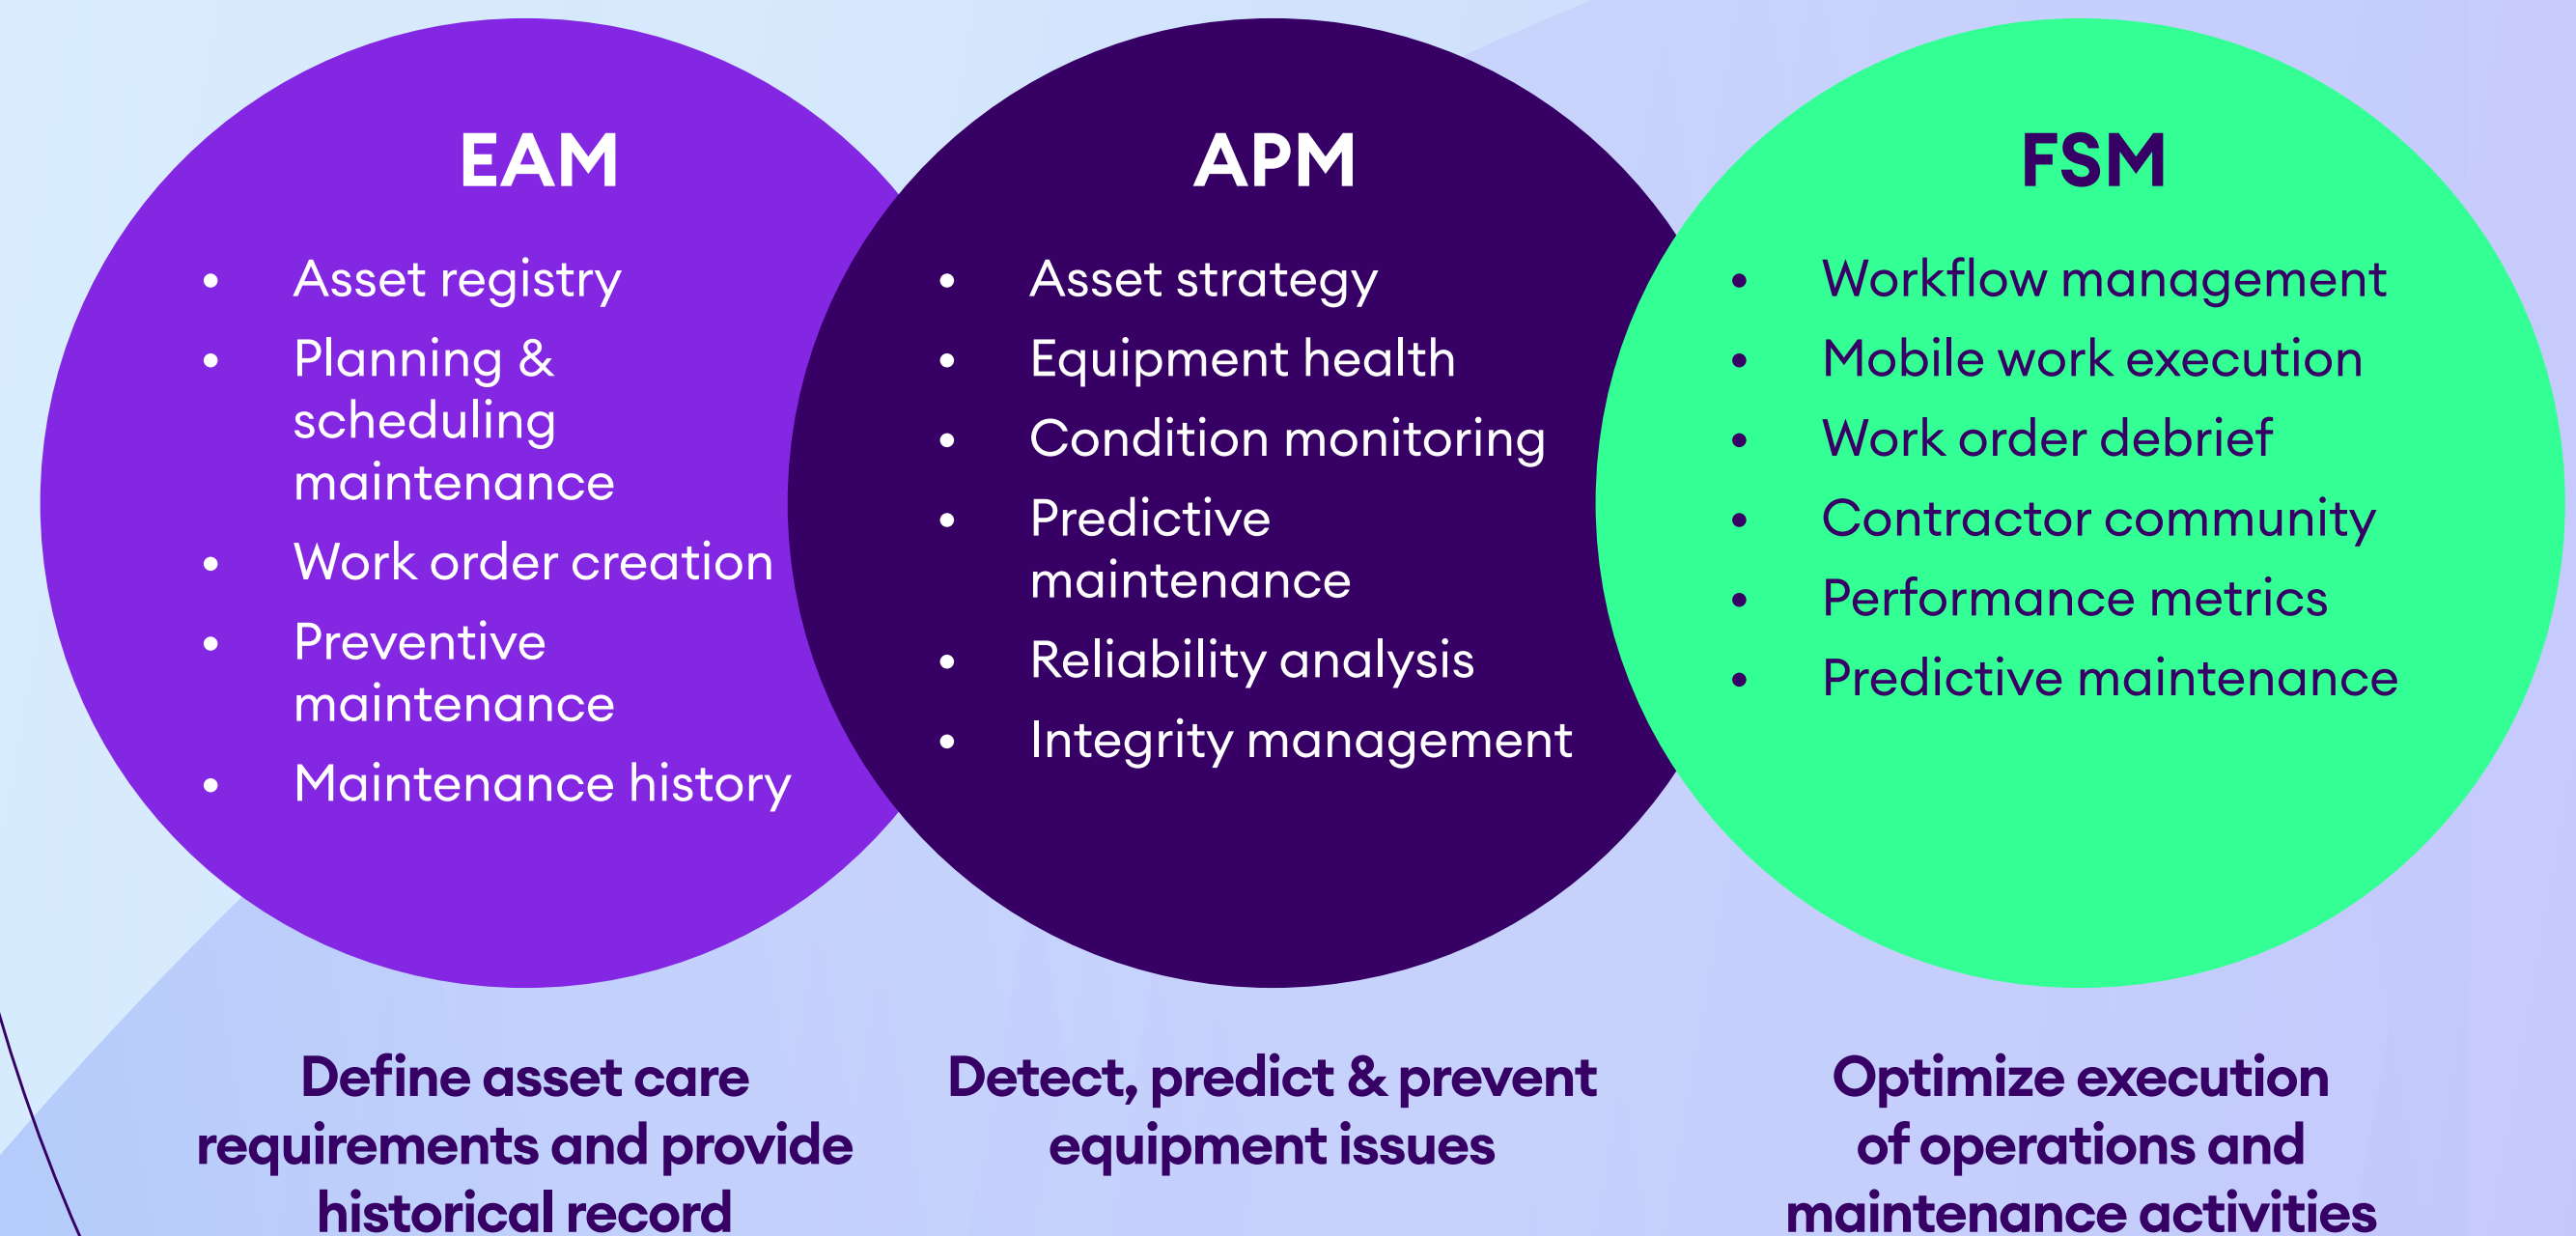 EAM
• Asset registry
• Planning &
scheduling
maintenance
• Work order creation
• Preventive
maintenance
• Maintenance history
Define asset care
requirements and provide
historical record
APM
• Asset strategy
• Equipment health
• Condition monitoring
• Predictive
maintenance
• Reliability analysis
• Integrity management
Detect, predict & prevent
equipment issues
FSM
• Workflow management
• Mobile work execution
• Work order debrief
• Contractor community
• Performance metrics
• Predictive maintenance
Optimize execution
of operations and
maintenance activities